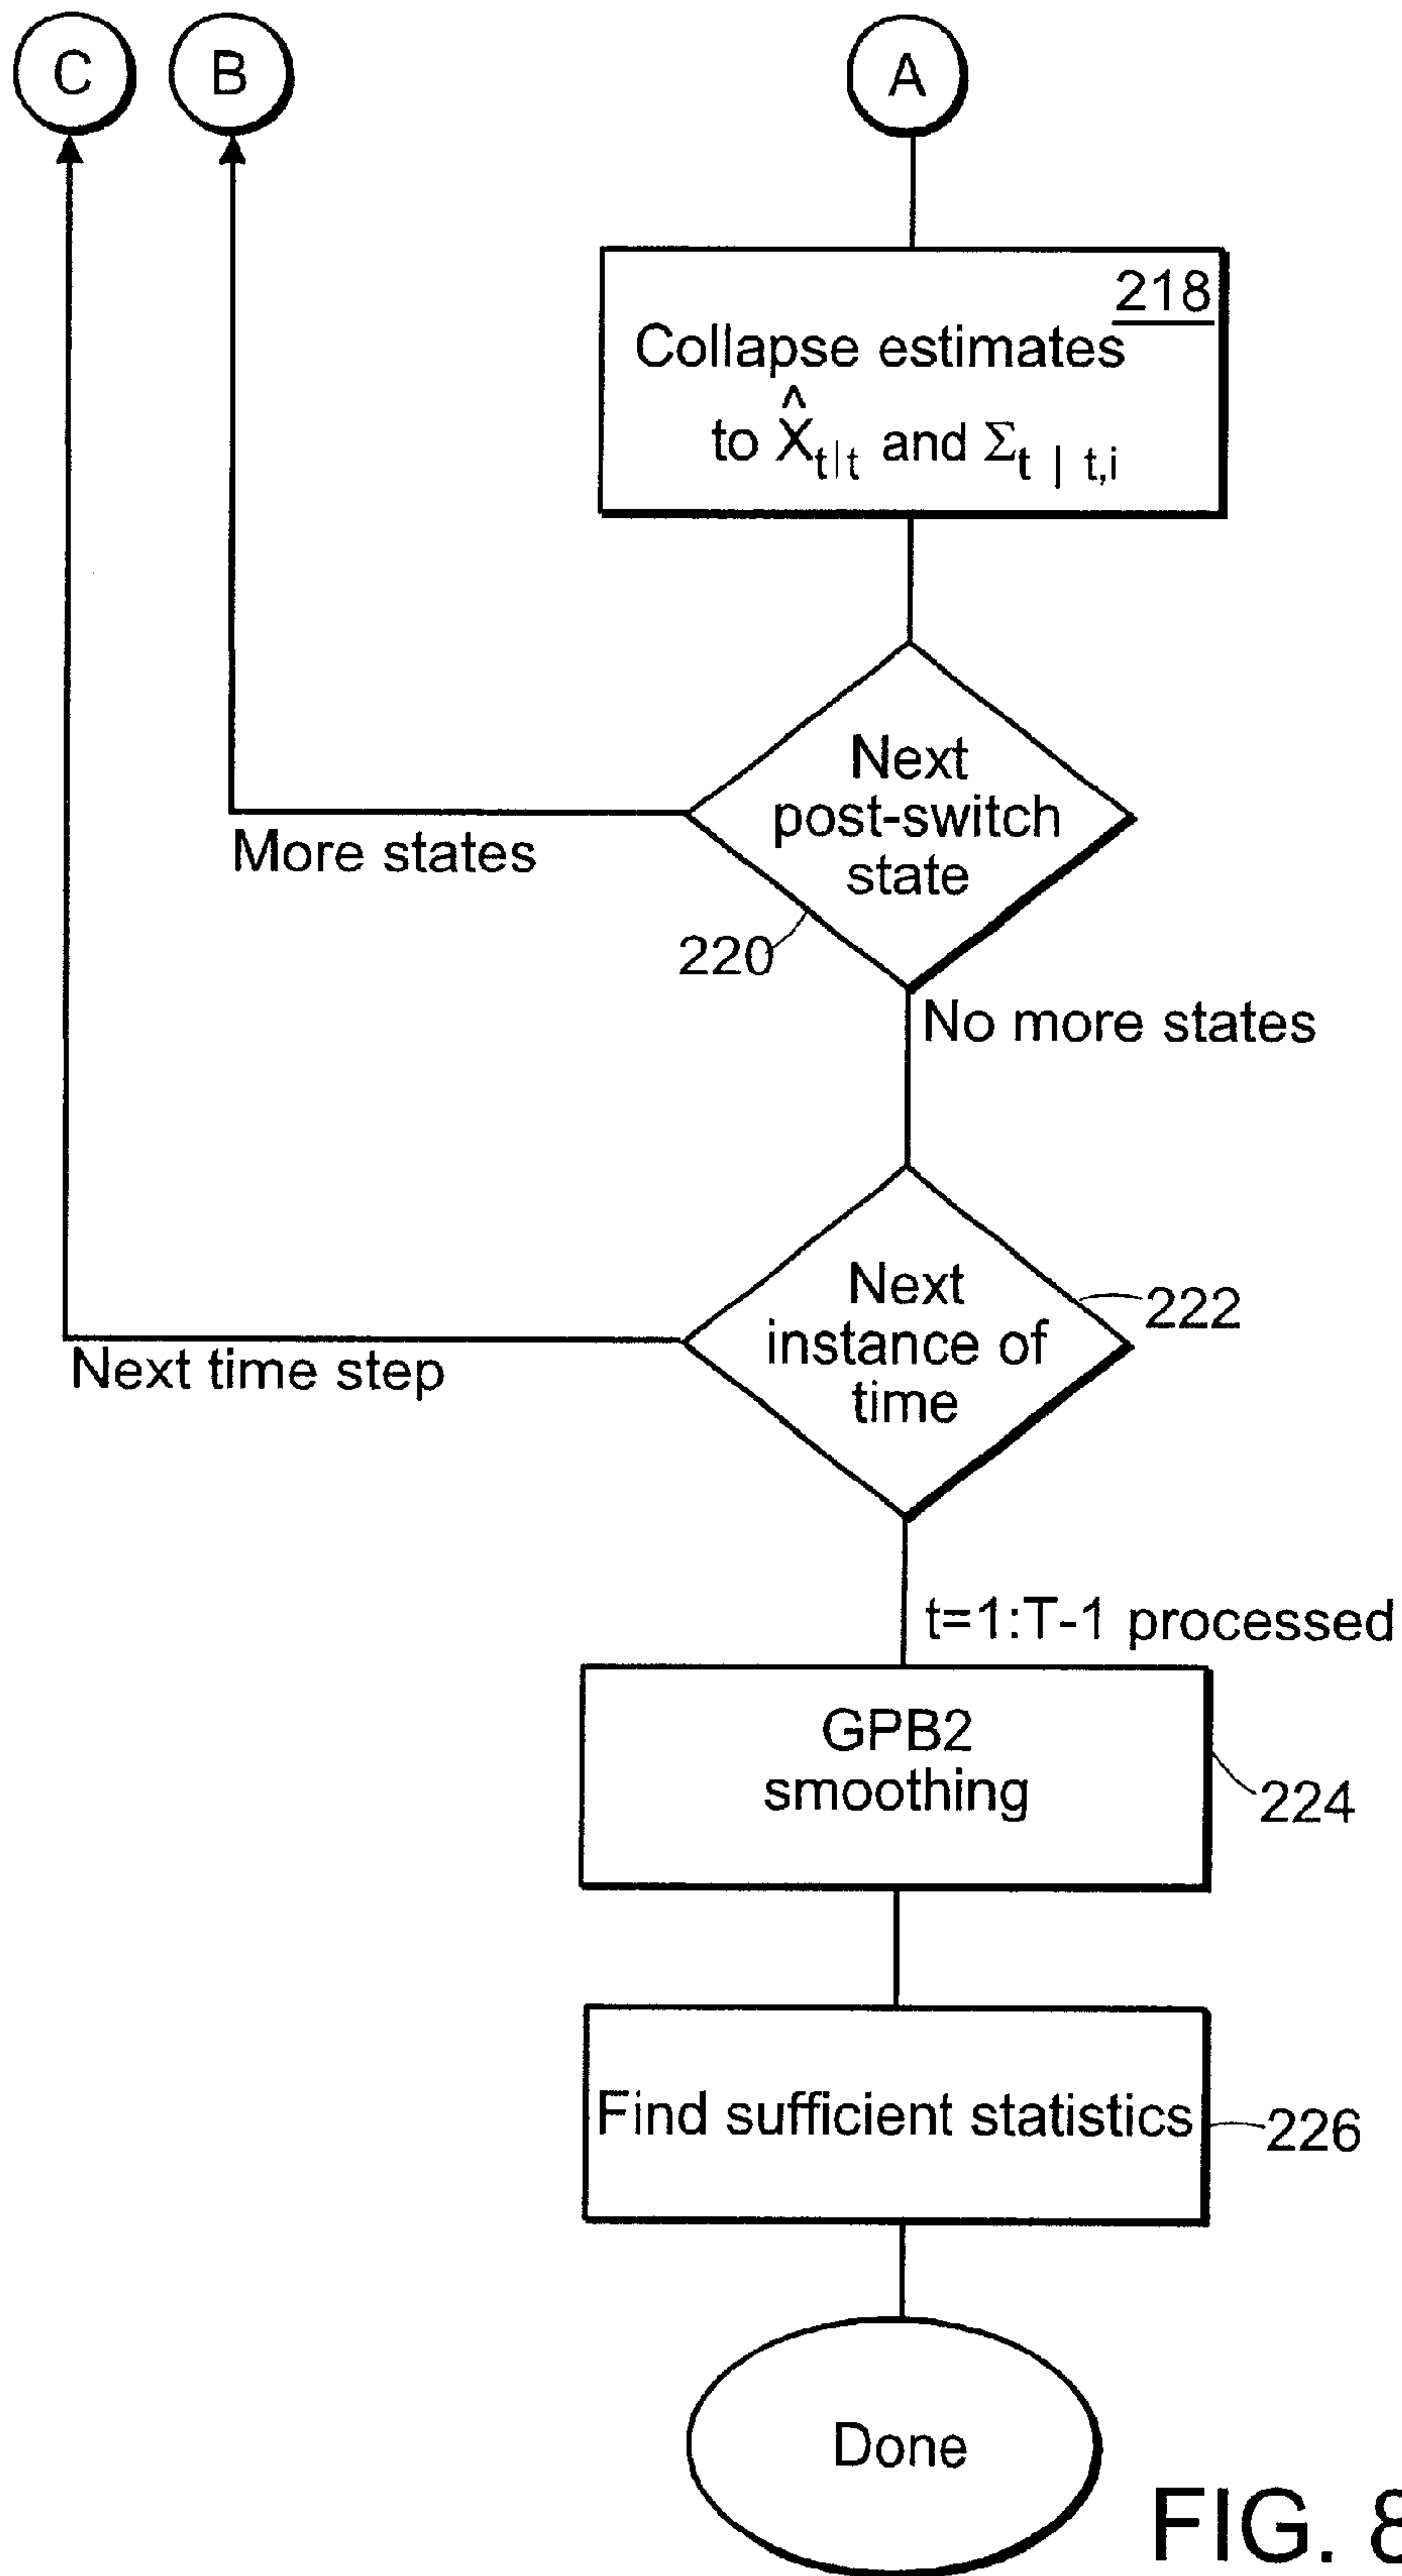 C B A
218
Collapse estimates
to X̂t|t and Σt | t,i
Next
post-switch
state
More states
220
No more states
Next
instance of
time
222
Next time step
t=1:T-1 processed
GPB2
smoothing
224
Find sufficient statistics
226
Done
FIG. 8